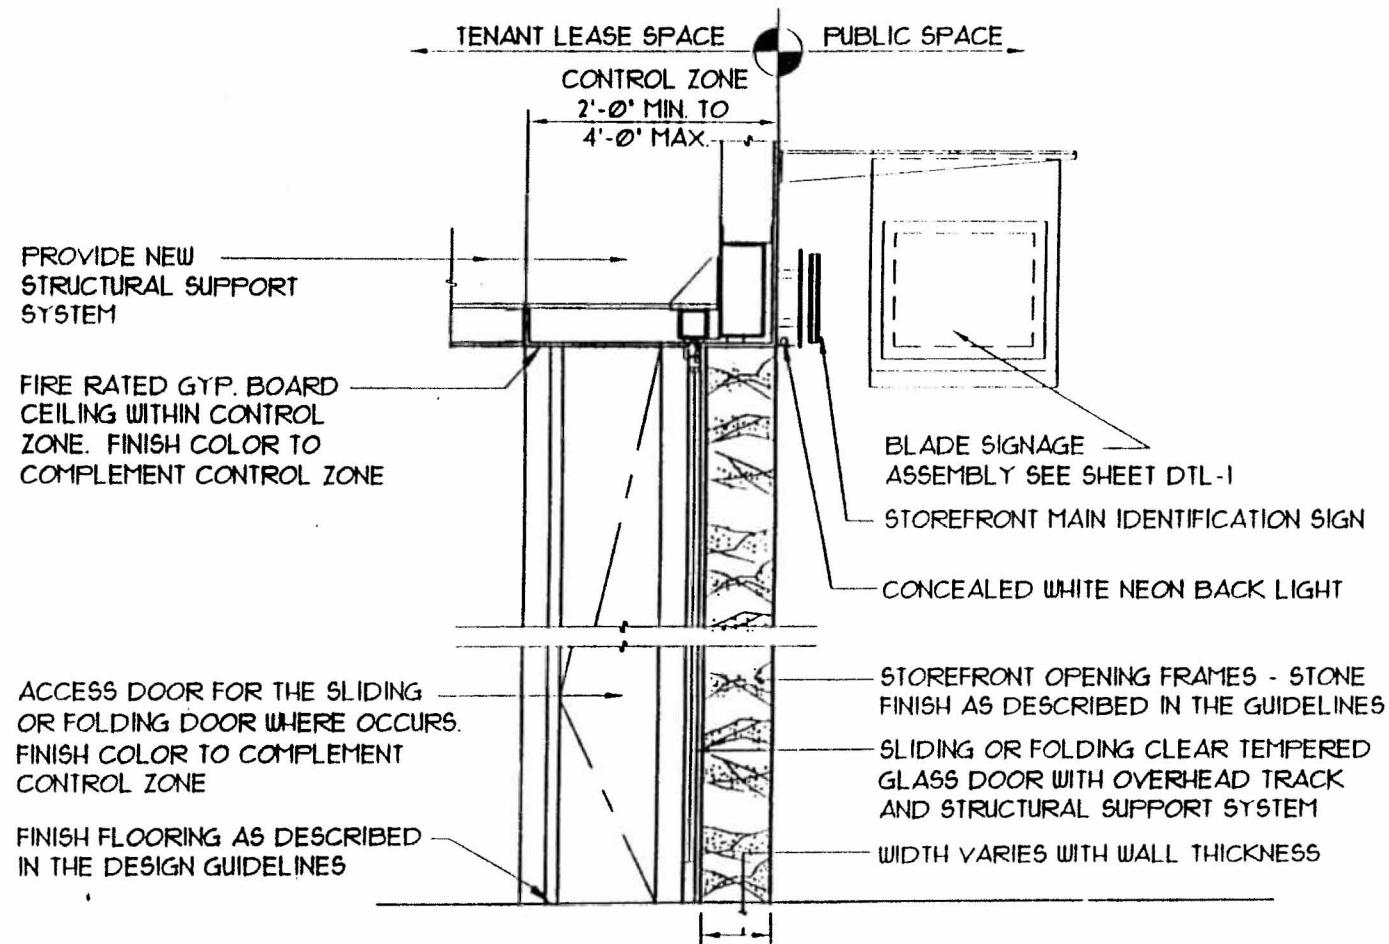 TENANT LEASE SPACE
PUBLIC SPACE
CONTROL ZONE
2'-0" MIN. TO
4'-0" MAX.
PROVIDE NEW
STRUCTURAL SUPPORT
SYSTEM
FIRE RATED GYP. BOARD
CEILING WITHIN CONTROL
ZONE. FINISH COLOR TO
COMPLEMENT CONTROL ZONE
BLADE SIGNAGE
ASSEMBLY SEE SHEET DTL-1
STOREFRONT MAIN IDENTIFICATION SIGN
CONCEALED WHITE NEON BACK LIGHT
ACCESS DOOR FOR THE SLIDING
OR FOLDING DOOR WHERE OCCURS.
FINISH COLOR TO COMPLEMENT
CONTROL ZONE
FINISH FLOORING AS DESCRIBED
IN THE DESIGN GUIDELINES
STOREFRONT OPENING FRAMES - STONE
FINISH AS DESCRIBED IN THE GUIDELINES
SLIDING OR FOLDING CLEAR TEMPERED
GLASS DOOR WITH OVERHEAD TRACK
AND STRUCTURAL SUPPORT SYSTEM
WIDTH VARIES WITH WALL THICKNESS